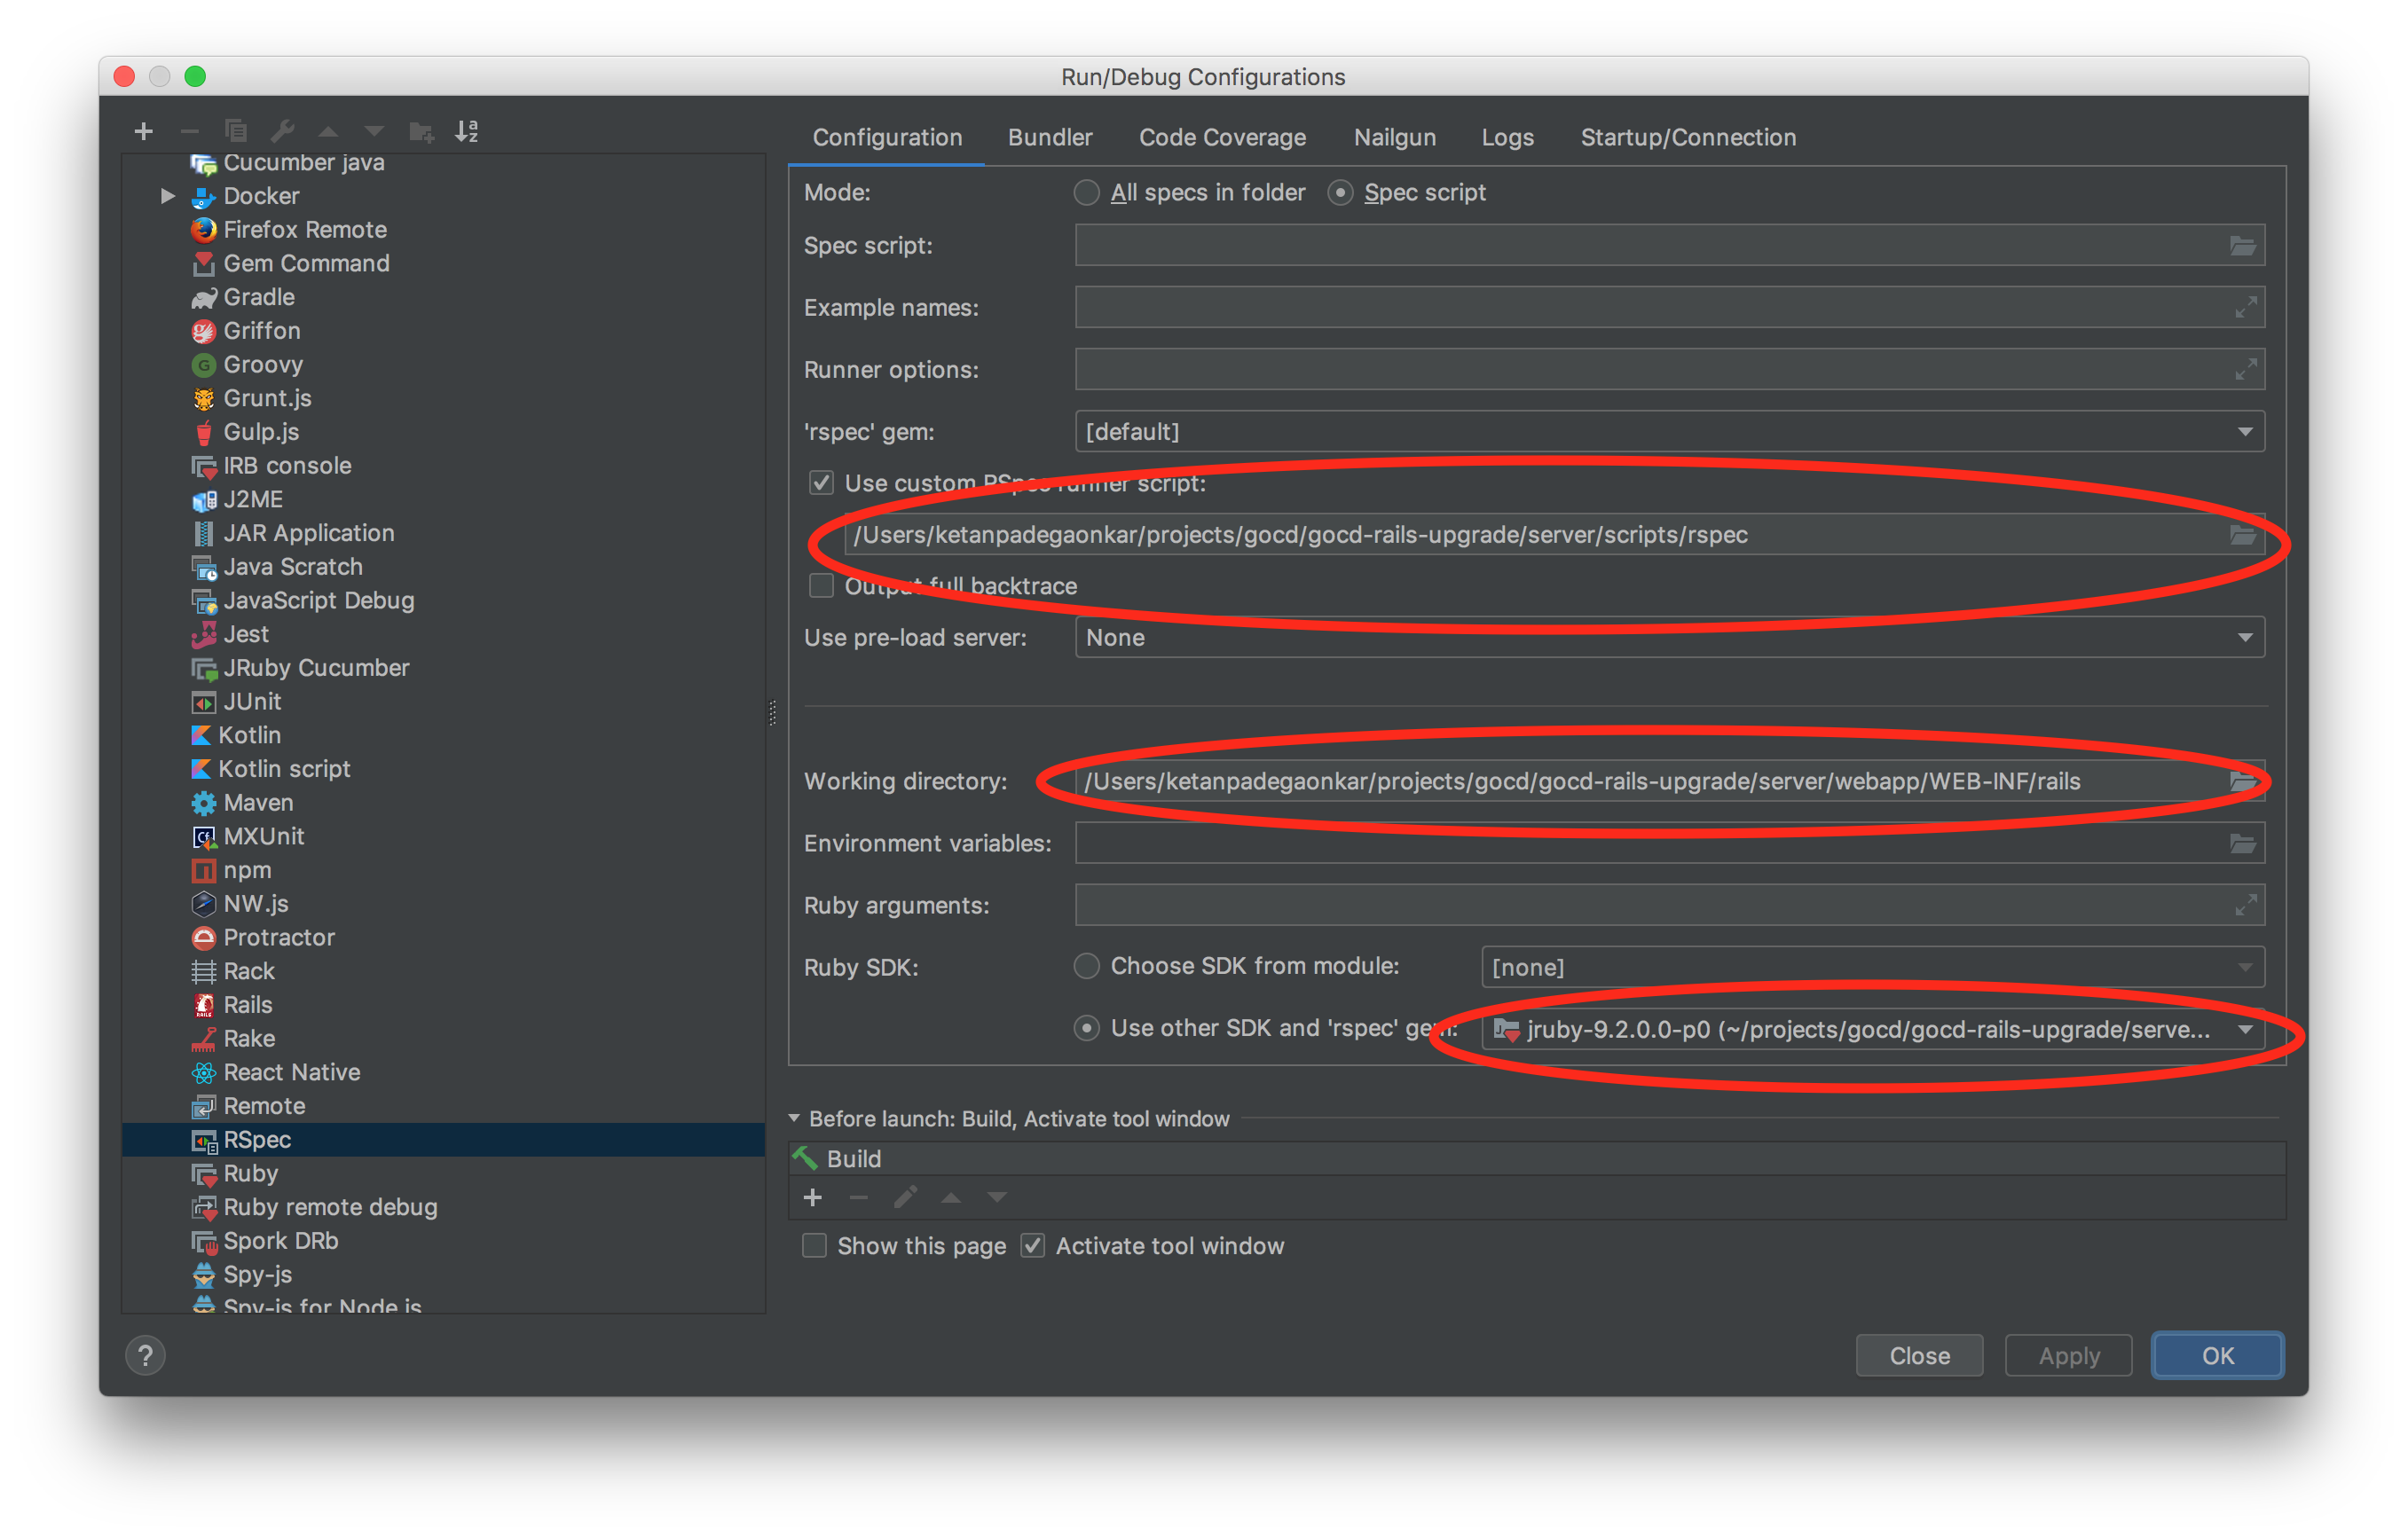 Run/Debug Configurations
Cucumber java
Docker
Firefox Remote
Gem Command
Gradle
Griffon
Groovy
Grunt.js
Gulp.js
IRB console
J2ME
JAR Application
Java Scratch
JavaScript Debug
Jest
JRuby Cucumber
JUnit
Kotlin
Kotlin script
Maven
MXUnit
npm
NW.js
Protractor
Rack
Rails
Rake
React Native
Remote
RSpec
Ruby
Ruby remote debug
Spork DRb
Spy-js
Spy-js for Node.js
Configuration Bundler Code Coverage Nailgun Logs Startup/Connection
Mode: All specs in folder Spec script
Spec script:
Example names:
Runner options:
'rspec' gem: [default]
Use custom RSpec runner script:
/Users/ketanpadegaonkar/projects/gocd/gocd-rails-upgrade/server/scripts/rspec
Output full backtrace
Use pre-load server: None
Working directory: /Users/ketanpadegaonkar/projects/gocd/gocd-rails-upgrade/server/webapp/WEB-INF/rails
Environment variables:
Ruby arguments:
Ruby SDK: Choose SDK from module: [none]
Use other SDK and 'rspec' gem: jruby-9.2.0.0-p0 (~/projects/gocd/gocd-rails-upgrade/serve...
Before launch: Build, Activate tool window
Build
Show this page Activate tool window
? Close Apply OK